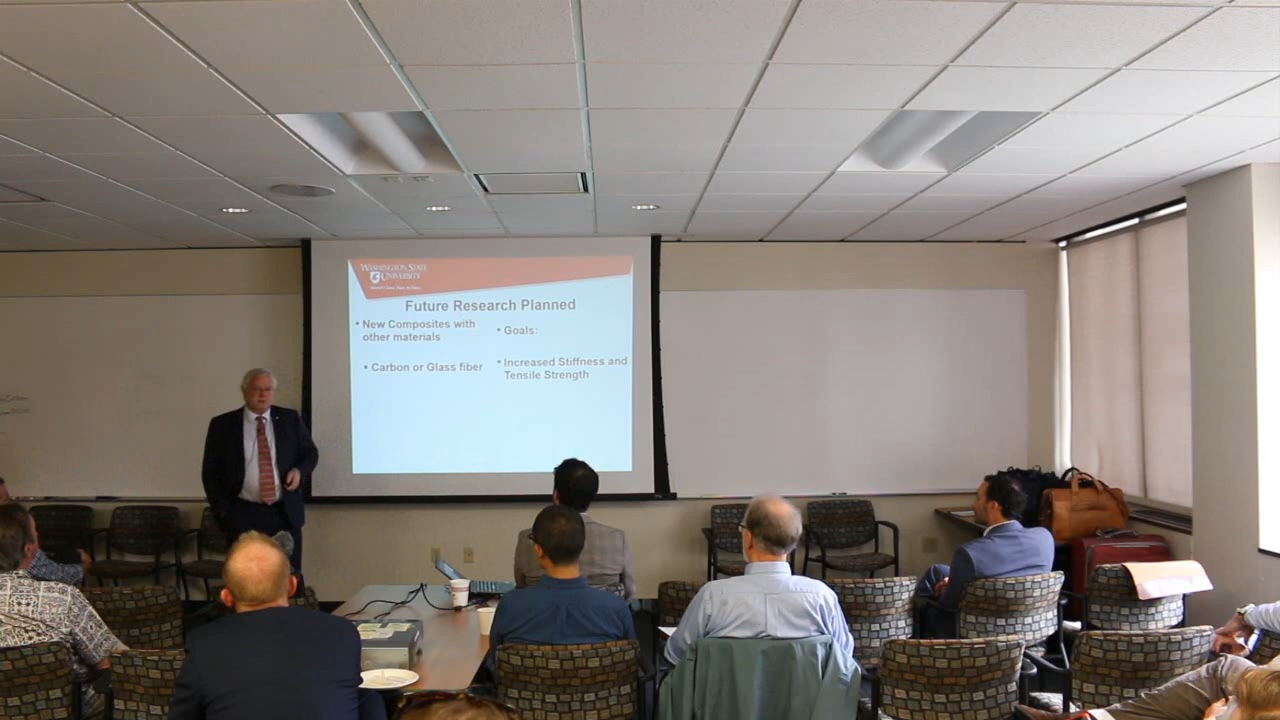 WASHINGTON STATE
UNIVERSITY
Future Research Planned
• New Composites with
other materials
• Carbon or Glass fiber
• Goals:
• Increased Stiffness and
Tensile Strength